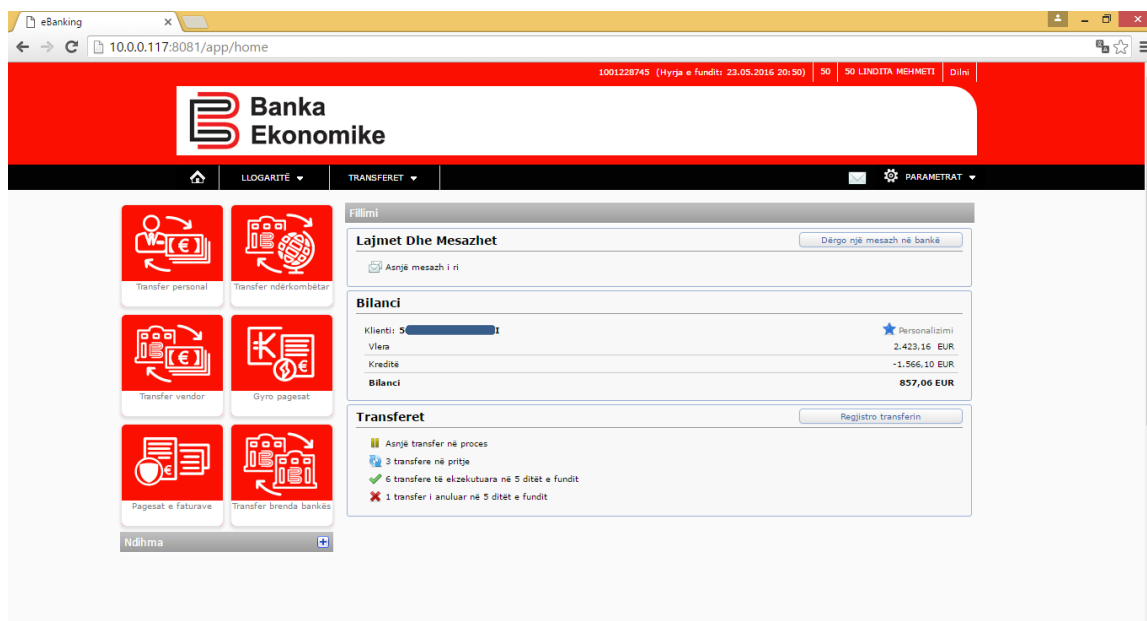 eBanking
10.0.0.117:8081/app/home
1001228745 (Hyrja e fundit: 23.05.2016 20:50) 50 50 LINDITA MEHMETI Dilni
Banka
Ekonomike
LLOGARITË TRANSFERET PARAMETRAT
Transfer personal Transfer ndërkombëtar
Transfer vendor Gyro pagesat
Pagesat e faturave Transfer brenda bankës
Ndihma
Fillimi
Lajmet Dhe Mesazhet Dërgo një mesazh në bankë
Asnjë mesazh i ri
Bilanci
Klienti: 5 I Personalizimi
Vlera 2.423,16 EUR
Kreditë -1.566,10 EUR
Bilanci 857,06 EUR
Transferet Regjistro transferin
Asnjë transfer në proces
3 transfere në pritje
6 transfere të ekzekutuara në 5 ditët e fundit
1 transfer i anuluar në 5 ditët e fundit